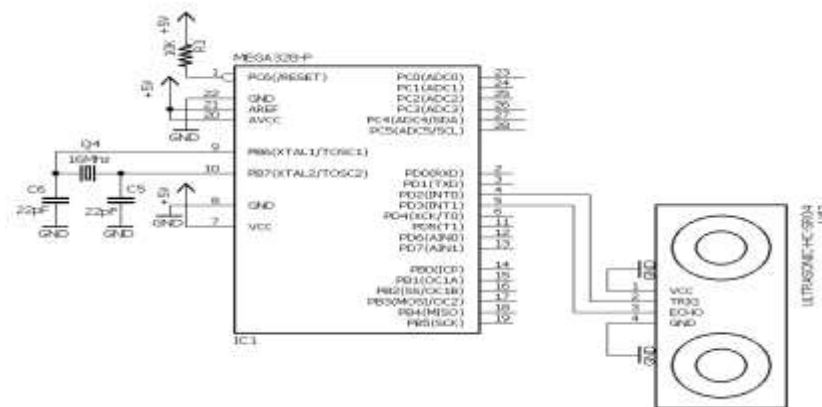 +5V
10K
MEGA328-P
1
PC6(/RESET)
PC0(ADC0)
23
PC1(ADC1)
24
+5V
22
GND
PC2(ADC2)
25
21
AREF
PC3(ADC3)
26
20
AVCC
PC4(ADC4/SDA)
27
PC5(ADC5/SCL)
28
GND
9
PB6(XTAL1/TOSC1)
Q4
16MHz
10
PB7(XTAL2/TOSC2)
PD0(RXD)
2
PD1(TXD)
3
C6
C5
+5V
PD2(INT0)
4
22pF
22pF
8
GND
PD3(INT1)
5
GND
PD4(XCK/T0)
6
GND
GND
7
VCC
PD5(T1)
11
PD6(AIN0)
12
PD7(AIN1)
13
PB0(ICP)
14
PB1(OC1A)
15
PB2(SS/OC1B)
16
PB3(MOSI/OC2)
17
PB4(MISO)
18
PB5(SCK)
19
IC1
GND
VCC
TRIG
ECHO
4
GND
GND
ULTRASONIC-HC-SR04